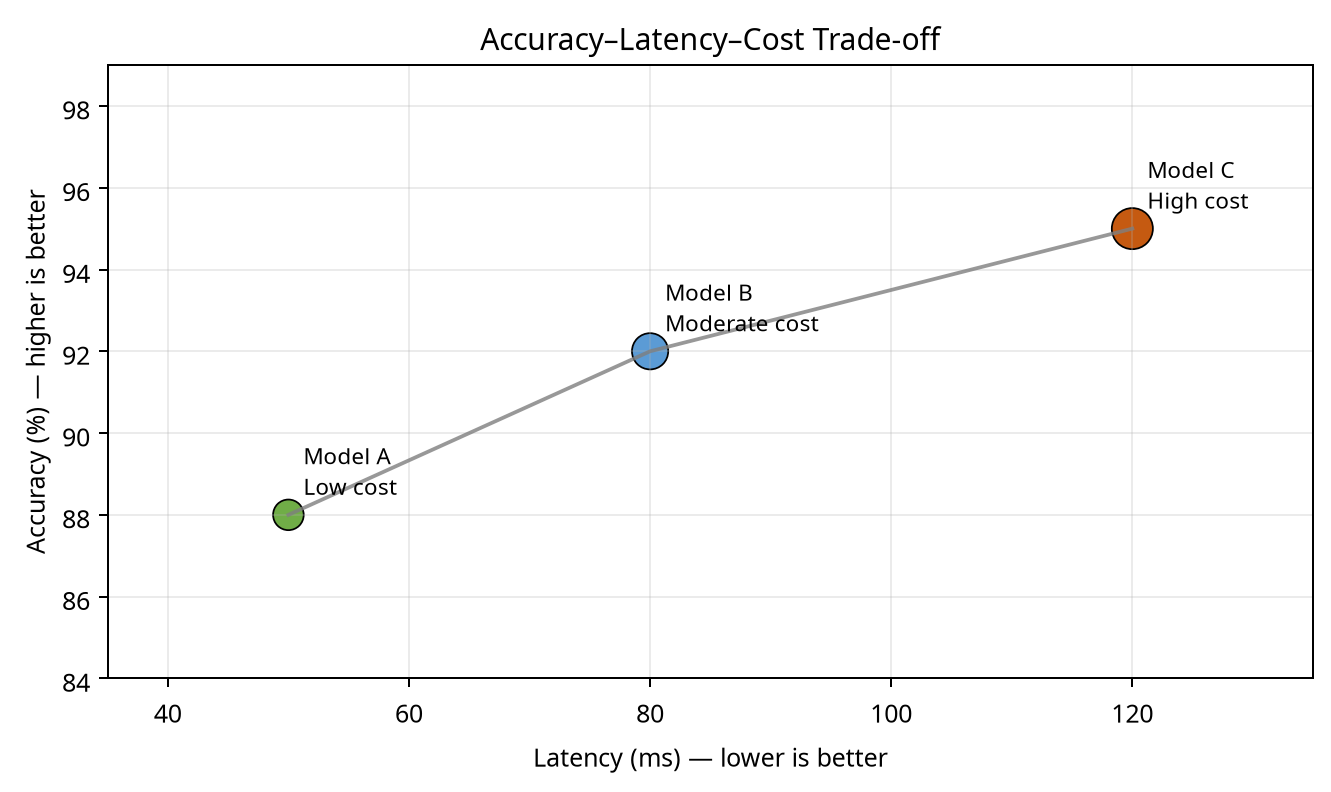 Accuracy–Latency–Cost Trade-off
98
96
94
92
90
88
86
84
Accuracy (%) — higher is better
Model C
High cost
Model B
Moderate cost
Model A
Low cost
40
60
80
100
120
Latency (ms) — lower is better